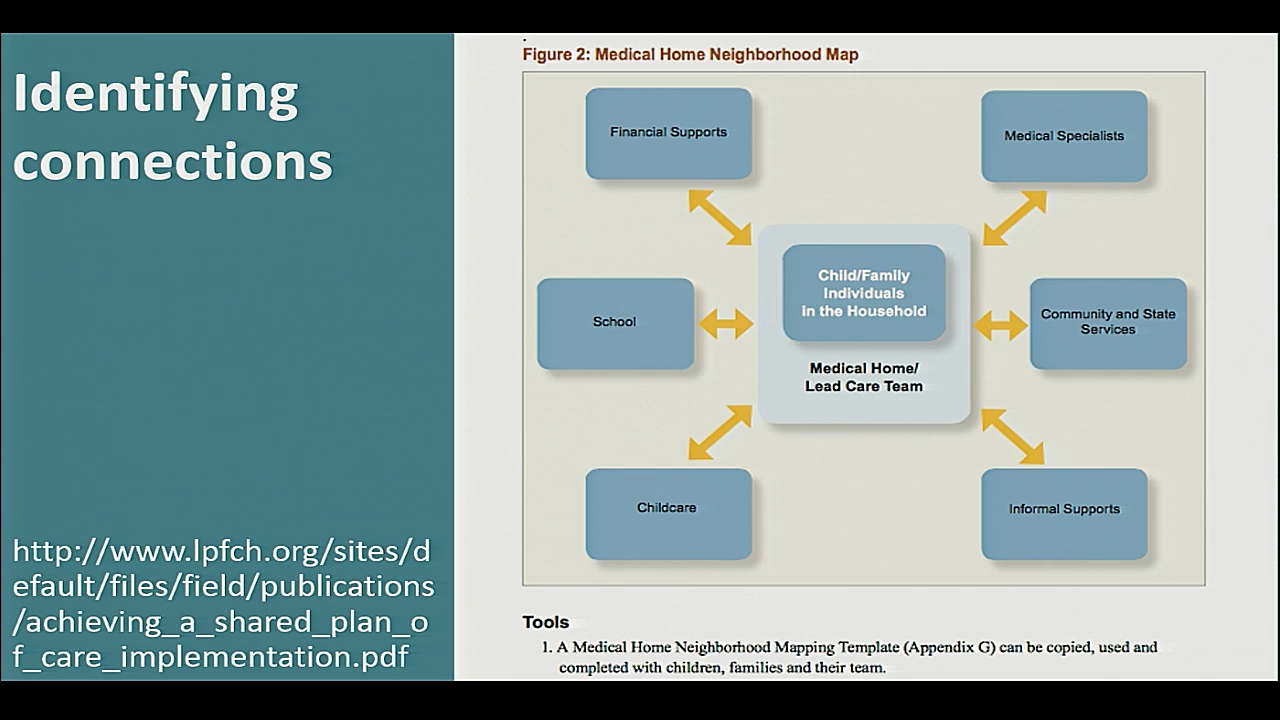 Identifying
connections
http://www.lpfch.org/sites/d
efault/files/field/publications
/achieving_a_shared_plan_o
f_care_implementation.pdf
Figure 2: Medical Home Neighborhood Map
Financial Supports
Medical Specialists
Child/Family
Individuals
in the Household
School
Community and State
Services
Medical Home/
Lead Care Team
Childcare
Informal Supports
Tools
1. A Medical Home Neighborhood Mapping Template (Appendix G) can be copied, used and
completed with children, families and their team.